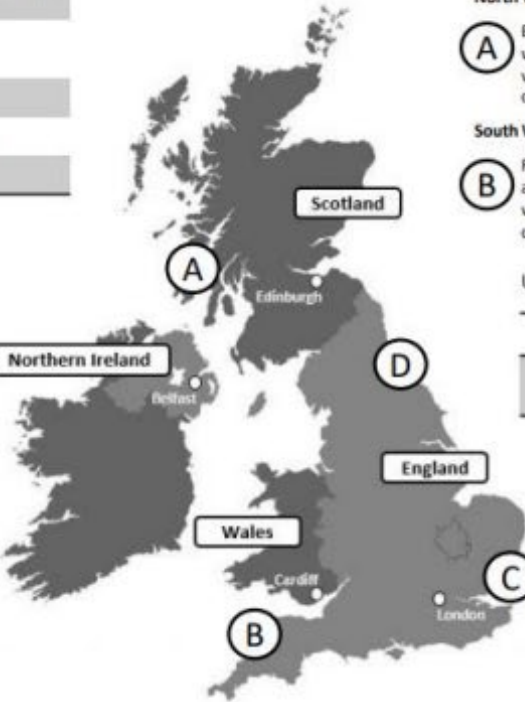 A
South
B
Scotland
A
Edinburgh
Northern Ireland
Belfast
D
England
Wales
Cardiff
C
London
B